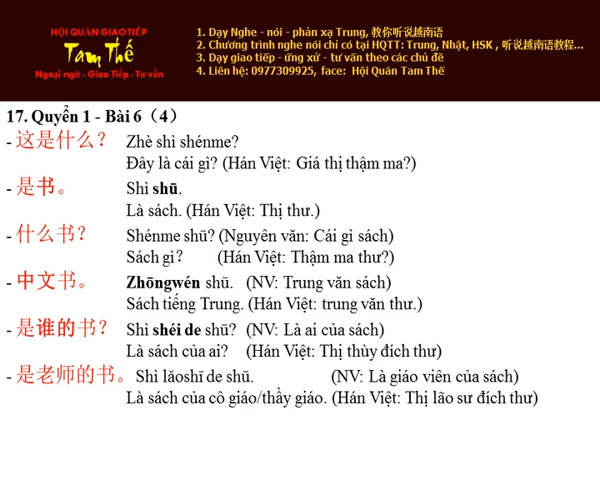 HỘI QUÁN GIAO TIẾP
Tam Thế
Ngoại ngữ - Giao Tiếp - Tư vấn
1. Dạy Nghe - nói - phản xạ Trung, 教你听说越南语
2. Chương trình nghe nói chỉ có tại HQTT: Trung, Nhật, HSK , 听说越南语教程...
3. Dạy giao tiếp - ứng xử - tư vấn theo các chủ đề
4. Liên hệ: 0977309925, face: Hội Quán Tam Thế
17. Quyển 1 - Bài 6（4）
- 这是什么？ Zhè shì shénme?
Đây là cái gì? (Hán Việt: Giá thị thậm ma?)
- 是书。 Shì shū.
Là sách. (Hán Việt: Thị thư.)
- 什么书？ Shénme shū? (Nguyên văn: Cái gì sách)
Sách gì? (Hán Việt: Thậm ma thư?)
- 中文书。 Zhōngwén shū. (NV: Trung văn sách)
Sách tiếng Trung. (Hán Việt: trung văn thư.)
- 是谁的书？ Shì shéi de shū? (NV: Là ai của sách)
Là sách của ai? (Hán Việt: Thị thùy đích thư)
- 是老师的书。Shì lǎoshī de shū. (NV: Là giáo viên của sách)
Là sách của cô giáo/thầy giáo. (Hán Việt: Thị lão sư đích thư)